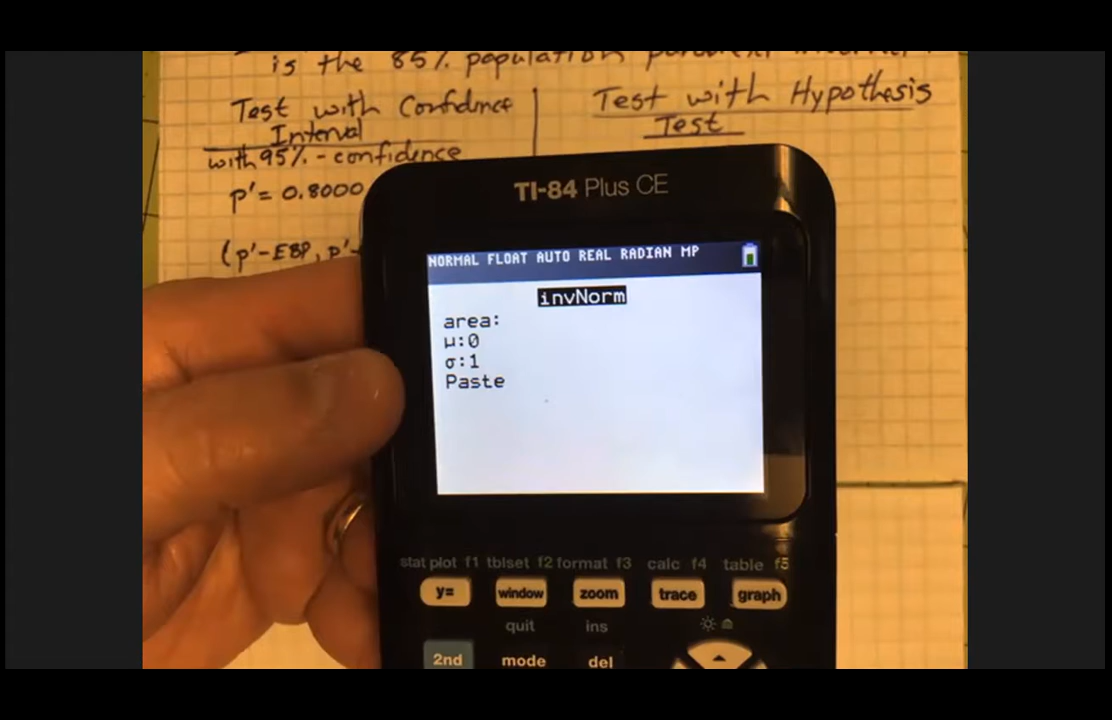 is the 85% population
Test with Confidence
Interval
with 95% - confidence
p' = 0.8000
(p'-EBP, p'-
Test with Hypothesis
Test
TI-84 Plus CE
NORMAL FLOAT AUTO REAL RADIAN MP
invNorm
area:
μ:0
σ:1
Paste
stat plot f1 tblset f2 format f3 calc f4 table f5
y= window zoom trace graph
quit ins
2nd mode del